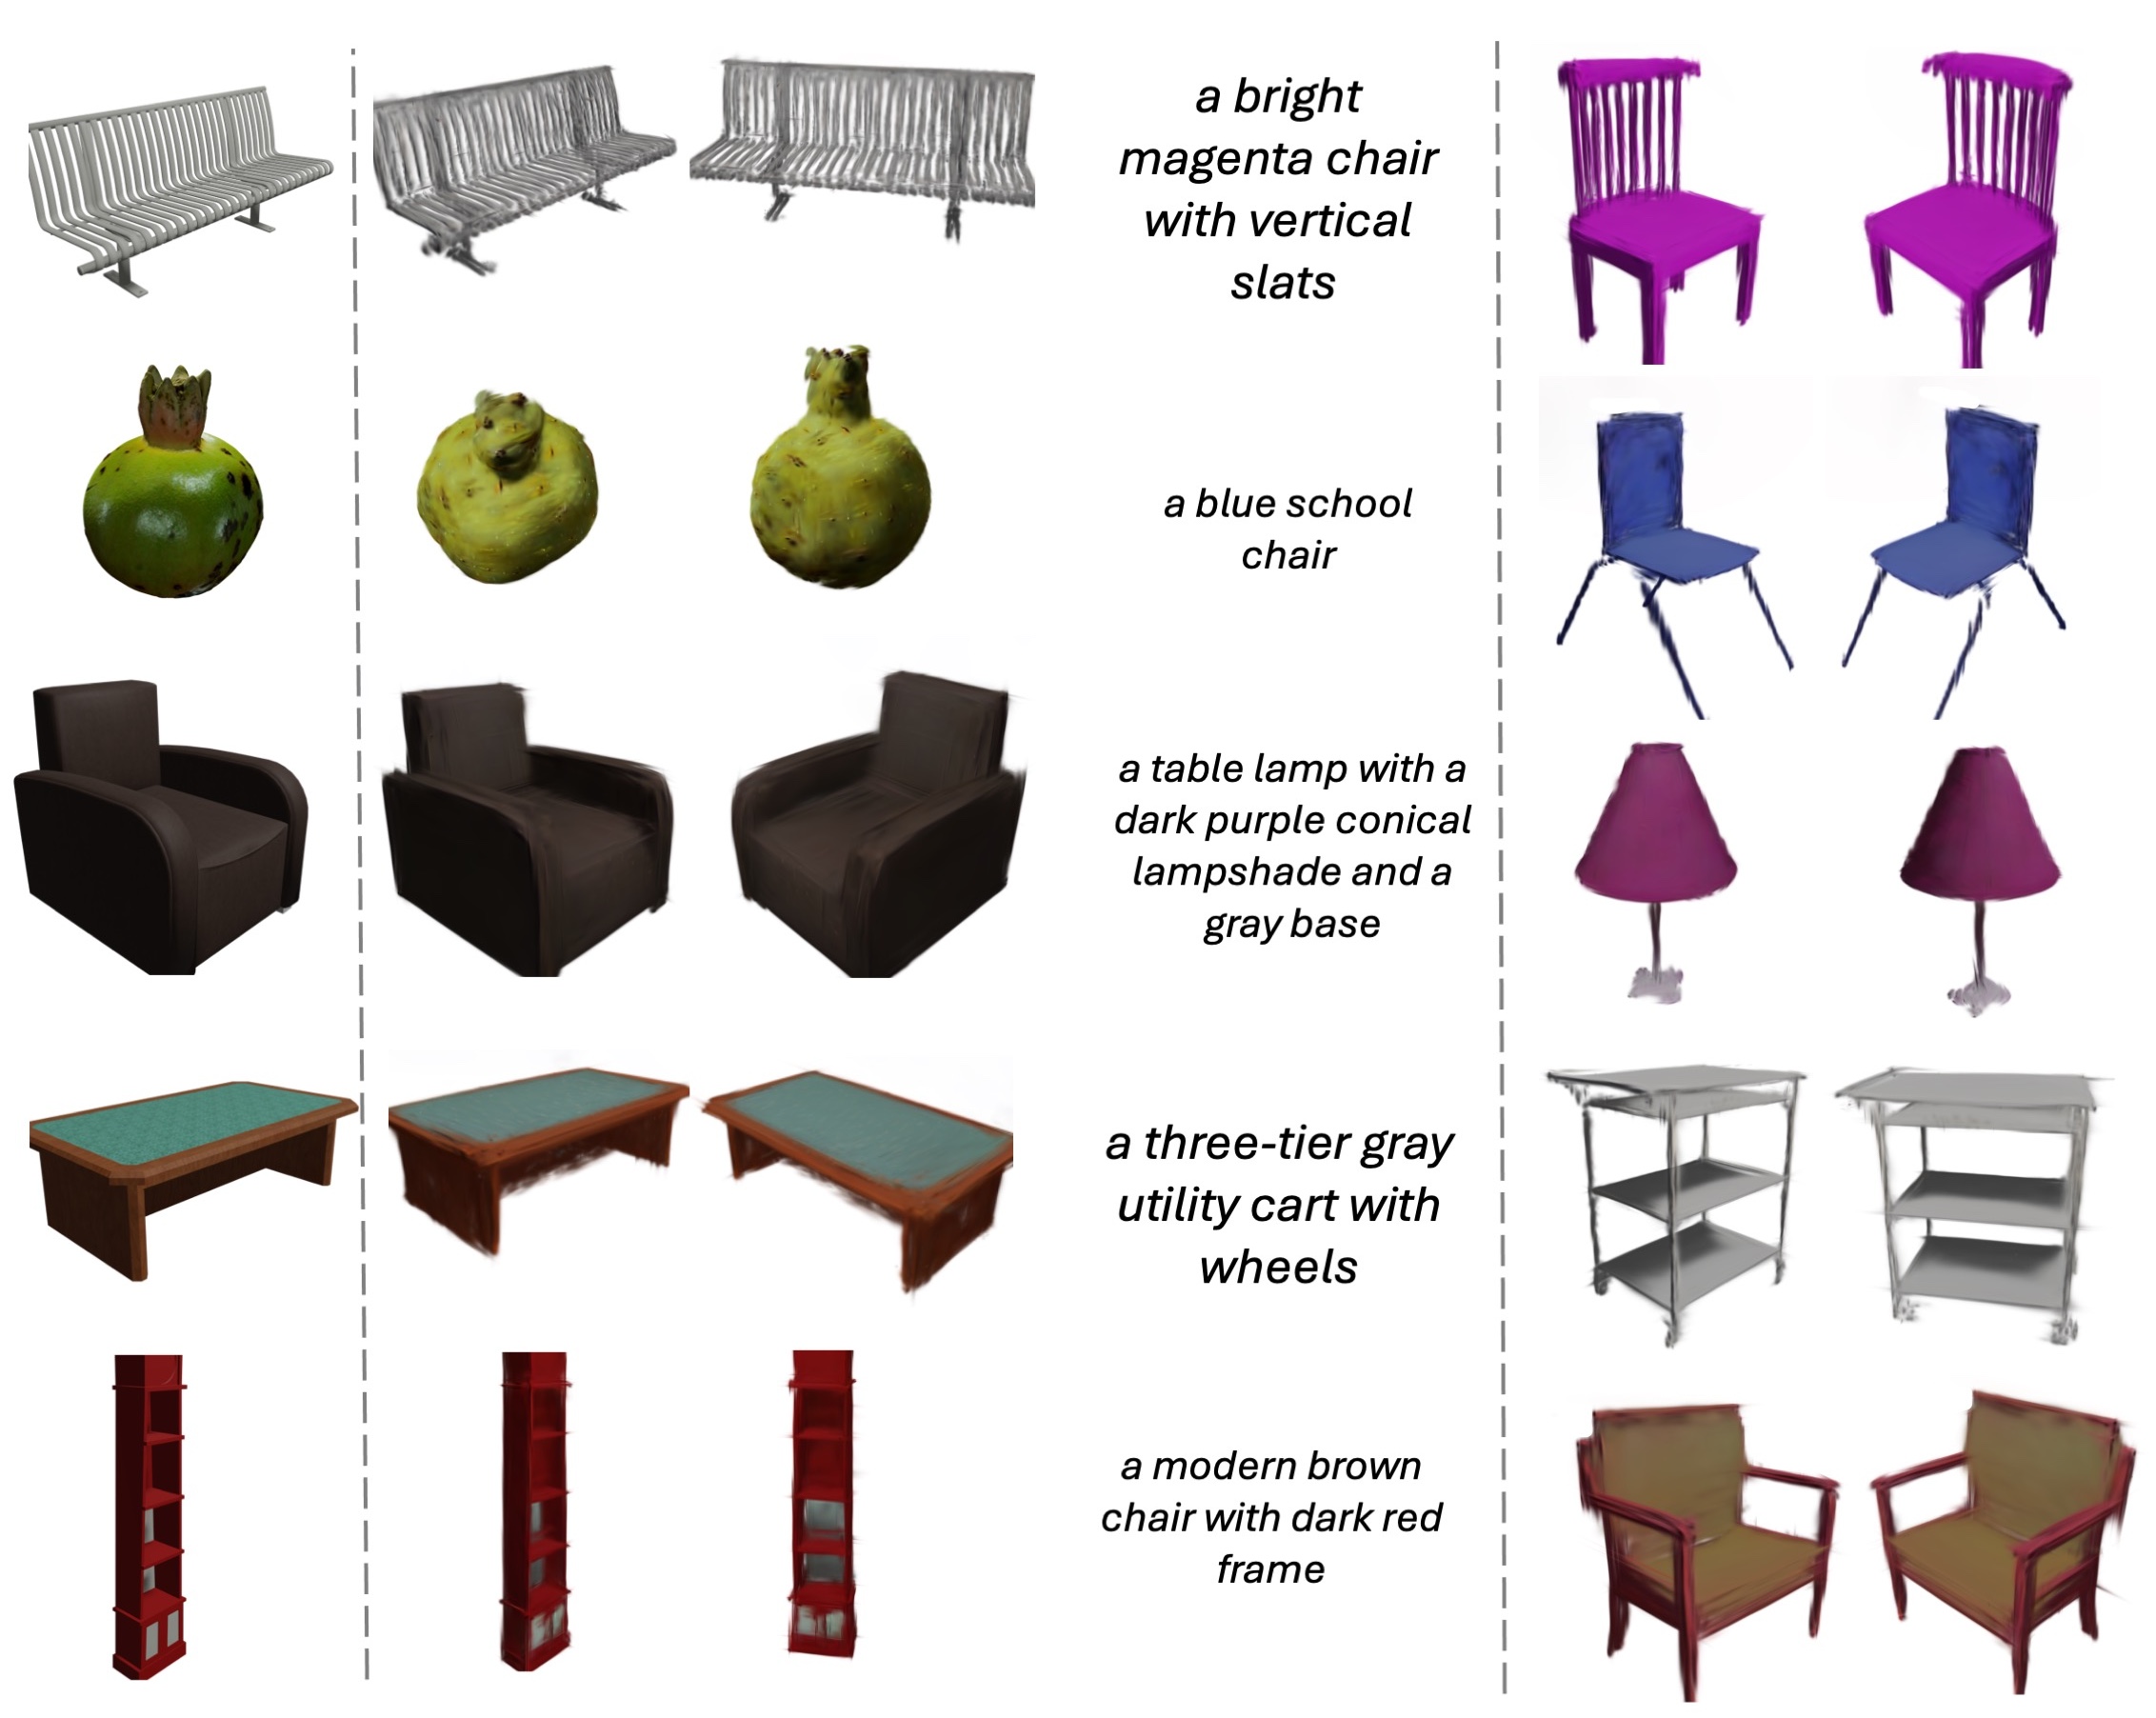 a bright
magenta chair
with vertical
slats
a blue school
chair
a table lamp with a
dark purple conical
lampshade and a
gray base
a three-tier gray
utility cart with
wheels
a modern brown
chair with dark red
frame